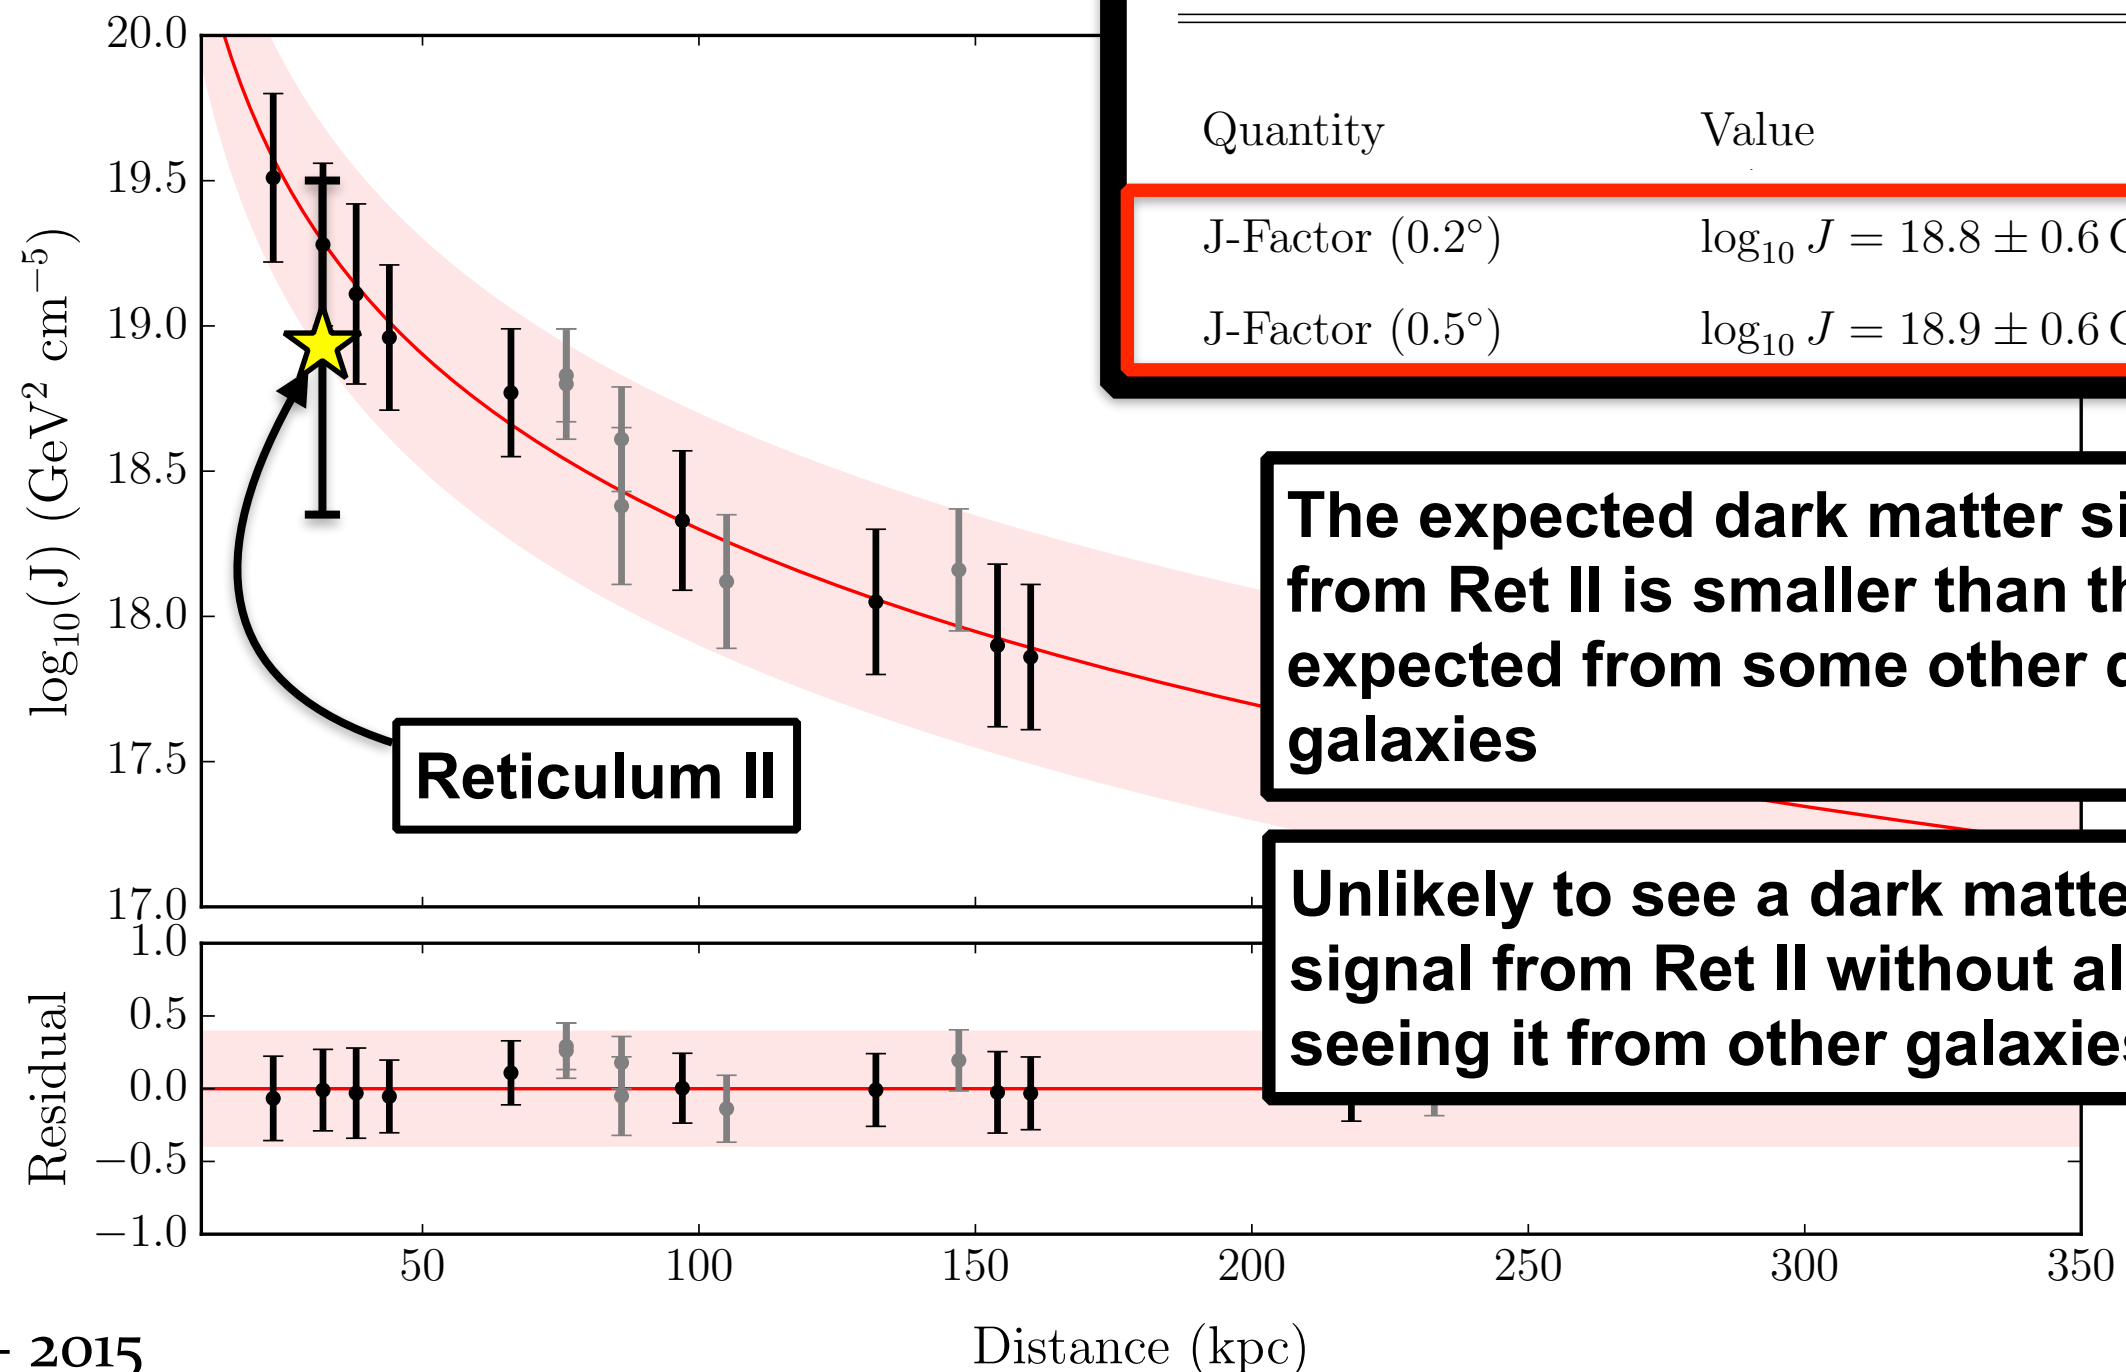 20.0
19.5
19.0
18.5
18.0
17.5
17.0
log₁₀(J) (GeV² cm⁻⁵)
Quantity Value
J-Factor (0.2°) log₁₀ J = 18.8 ± 0.6
J-Factor (0.5°) log₁₀ J = 18.9 ± 0.6
Reticulum II
The expected dark matter
from Ret II is smaller than
expected from some other
galaxies
Unlikely to see a dark
signal from Ret II without
seeing it from other
1.0
0.5
0.0
−0.5
−1.0
Residual
50 100 150 200 250 300 350
Distance (kpc)
2015